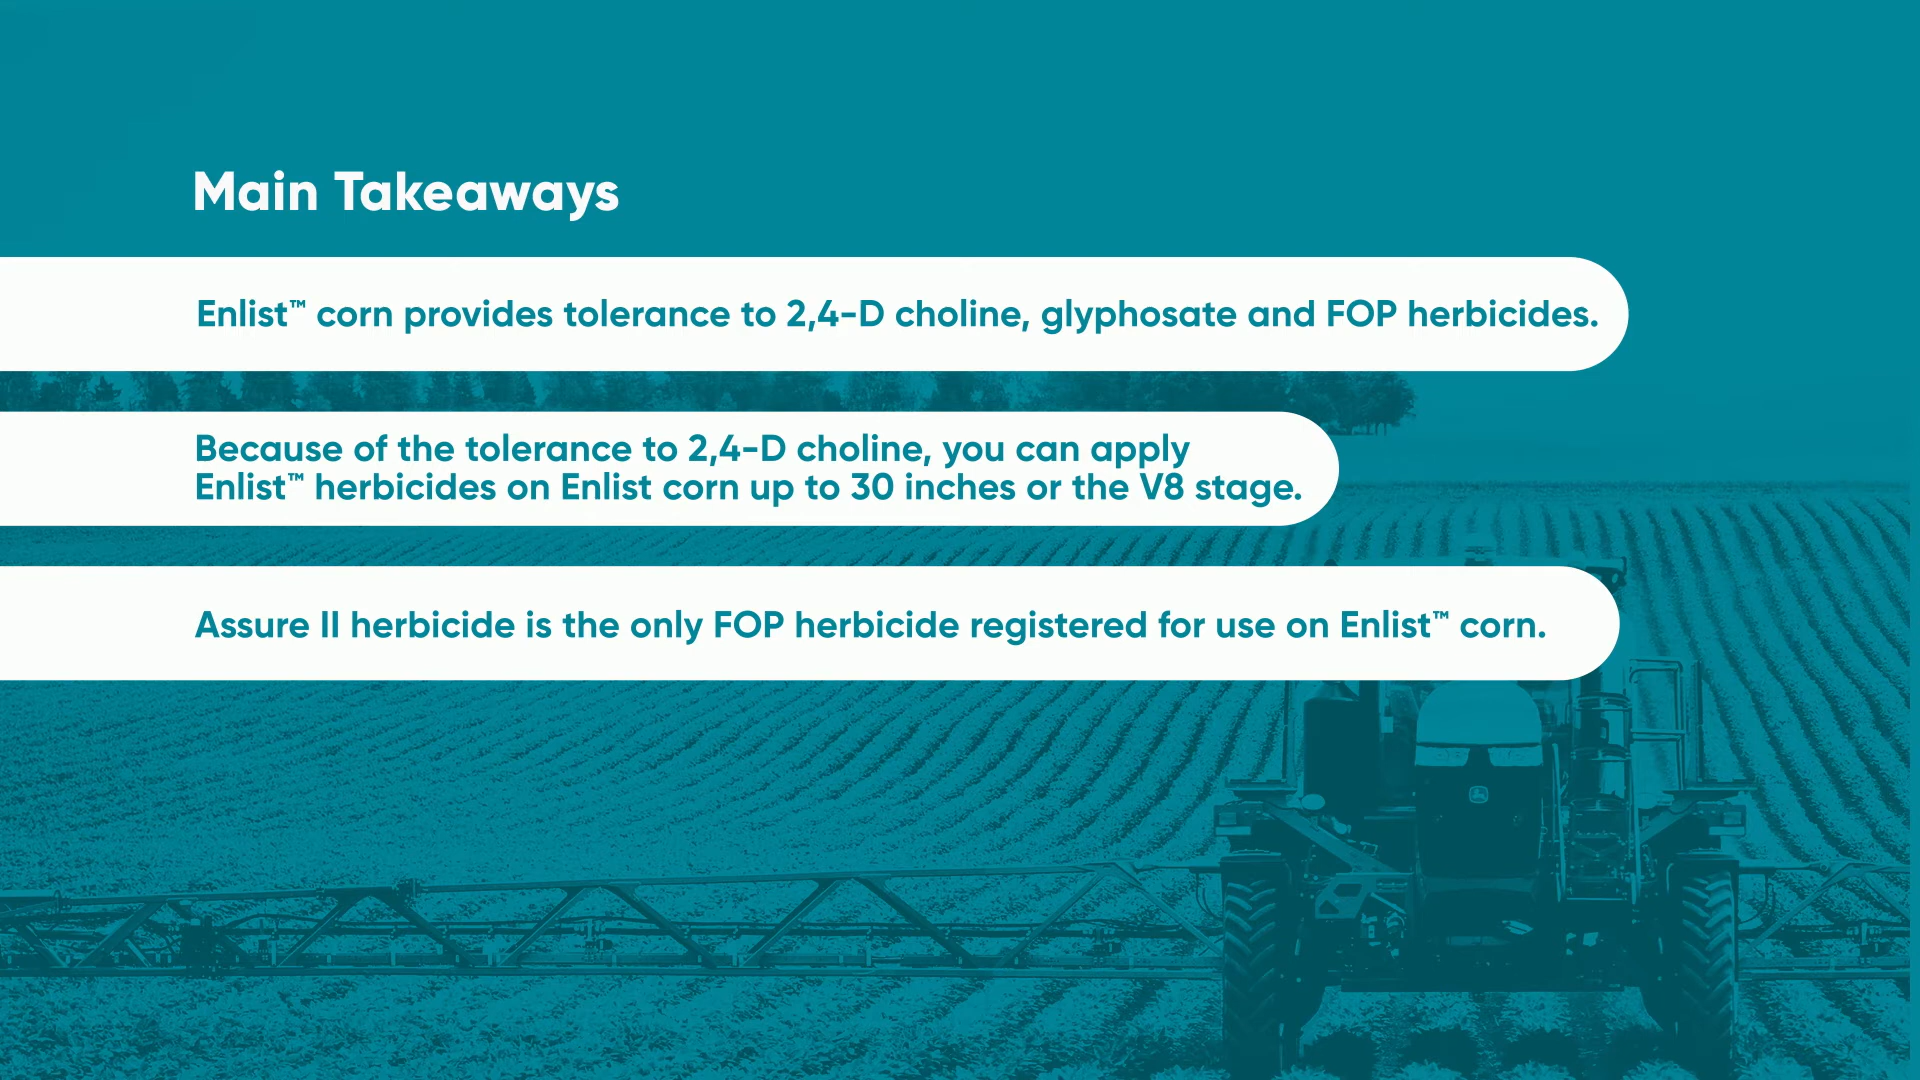 Main Takeaways
Enlist™ corn provides tolerance to 2,4-D choline, glyphosate and FOP herbicides.
Because of the tolerance to 2,4-D choline, you can apply
Enlist™ herbicides on Enlist corn up to 30 inches or the V8 stage.
Assure II herbicide is the only FOP herbicide registered for use on Enlist™ corn.